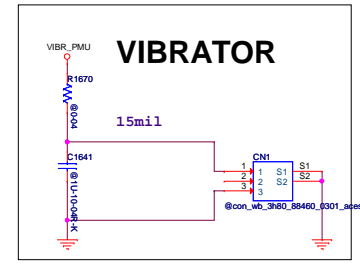 VIBR_PMU
VIBRATOR
R1670
@0-04
15mil
C1641
@1U-10-04R-K
CN1
1 1 S1 S1
2 2 S2 S2
3 3
@con_wb_3h80_88460_0301_aces